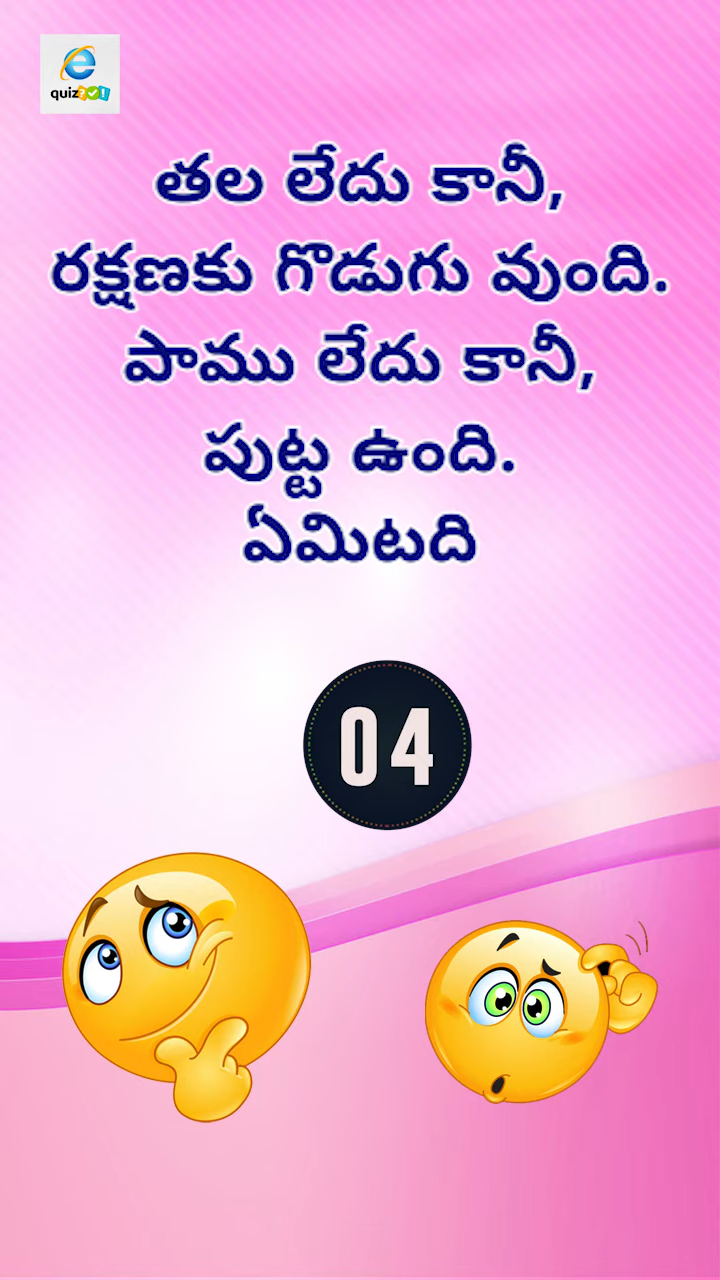 quiz
తల లేదు కానీ,
రక్షణకు గొడుగు వుంది.
పాము లేదు కానీ,
పుట్ట ఉంది.
ఏమిటది
04